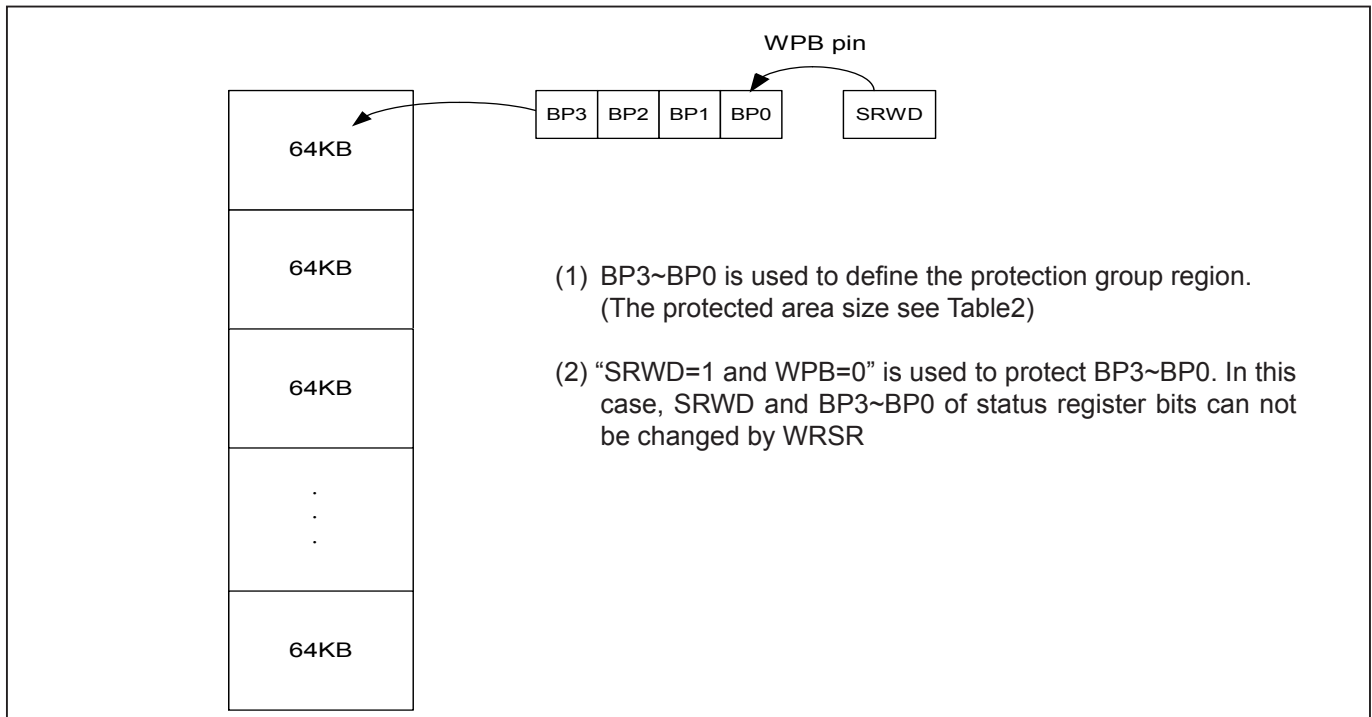 WPB pin
BP3 BP2 BP1 BP0 SRWD
64KB
64KB
64KB
.
.
.
64KB
(1) BP3~BP0 is used to define the protection group region.
(The protected area size see Table2)
(2) “SRWD=1 and WPB=0” is used to protect BP3~BP0. In this
case, SRWD and BP3~BP0 of status register bits can not
be changed by WRSR